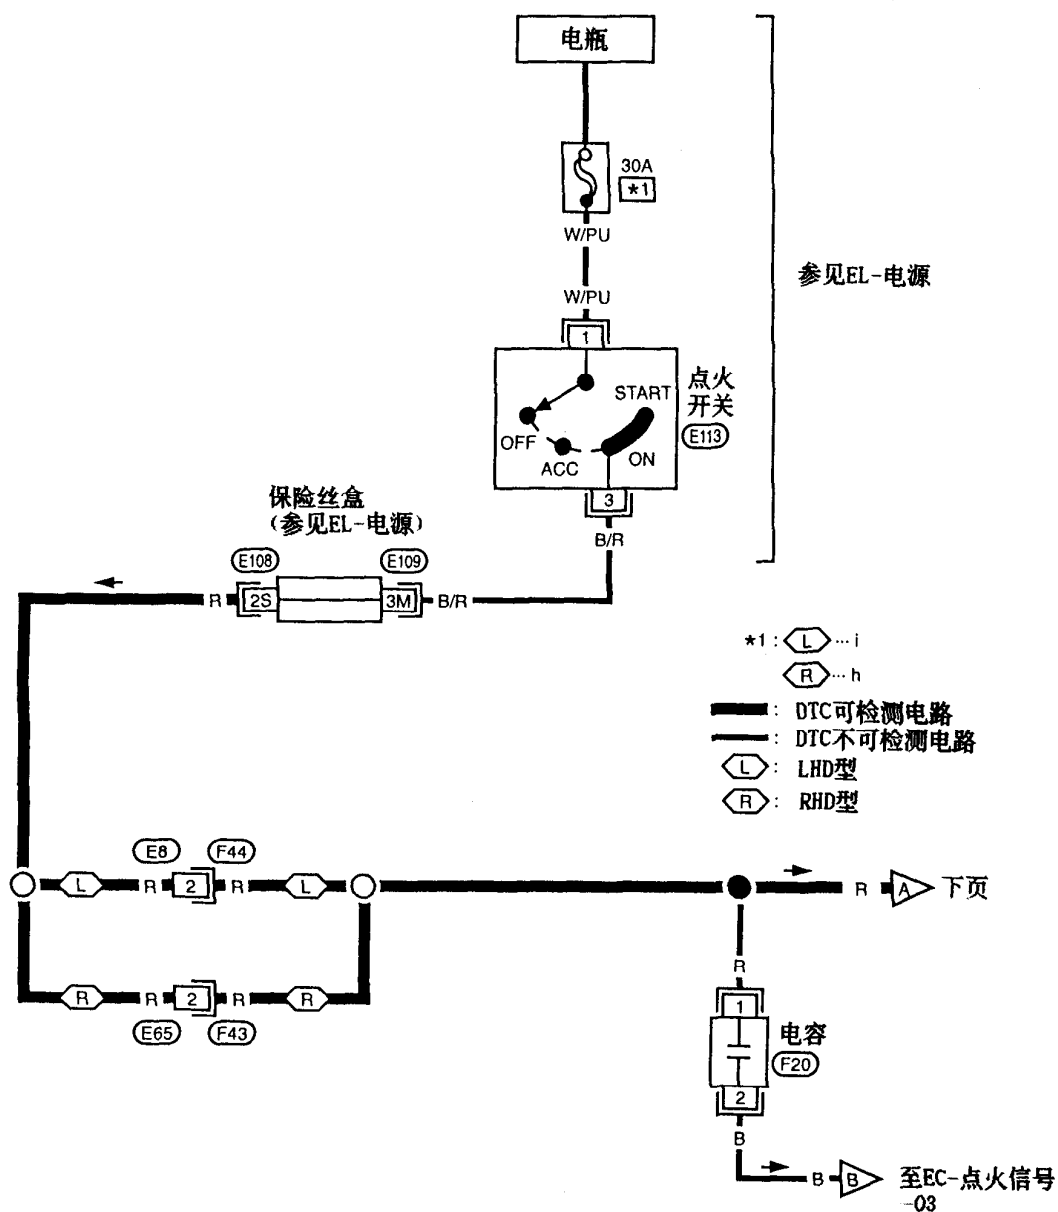 电瓶
30A
*1
W/PU
W/PU
参见EL-电源
1
START
点火
开关
E113
OFF
ACC
ON
3
B/R
保险丝盒
(参见EL-电源)
E108
E109
R
2S
3M
B/R
*1: L ··· i
R ··· h
: DTC可检测电路
: DTC不可检测电路
L : LHD型
R : RHD型
E8
F44
L
R
2
R
L
R
A
下页
R
R
2
R
R
E65
F43
R
1
电容
F20
2
B
B
B
至EC-点火信号
-03